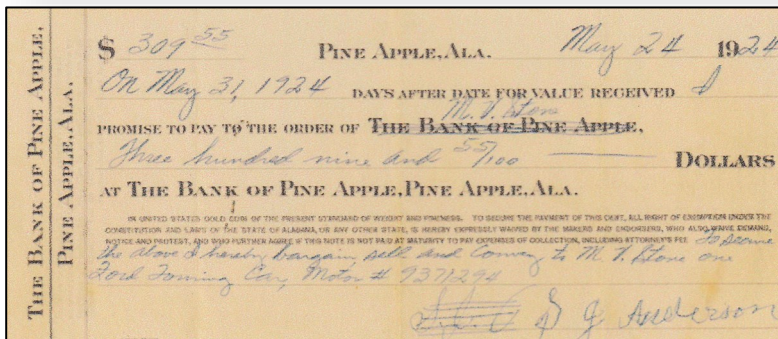 THE BANK OF PINE APPLE,
PINE APPLE, ALA.
$ 309 55 PINE APPLE, ALA. May 24 1924
On May 31, 1924 DAYS AFTER DATE FOR VALUE RECEIVED I
M. V. Stone
PROMISE TO PAY TO THE ORDER OF THE BANK OF PINE APPLE,
Three hundred nine and 55/100 DOLLARS
AT THE BANK OF PINE APPLE, PINE APPLE, ALA.
IN UNITED STATES GOLD COIN OF THE PRESENT STANDARD OF WEIGHT AND FINENESS. TO SECURE THE PAYMENT OF THIS DEBT, ALL RIGHT OF EXEMPTION UNDER THE
CONSTITUTION AND LAWS OF THE STATE OF ALABAMA, OR ANY OTHER STATE, IS HEREBY EXPRESSLY WAIVED BY THE MAKERS AND ENDORSERS, WHO ALSO WAIVE DEMAND,
NOTICE AND PROTEST, AND WHO FURTHER AGREE IF THIS NOTE IS NOT PAID AT MATURITY TO PAY EXPENSES OF COLLECTION, INCLUDING ATTORNEY'S FEE. To secure
the above I hereby bargain, sell and convey to M. V. Stone one
Ford Touring Car, Motor # 9371294
S J Anderson